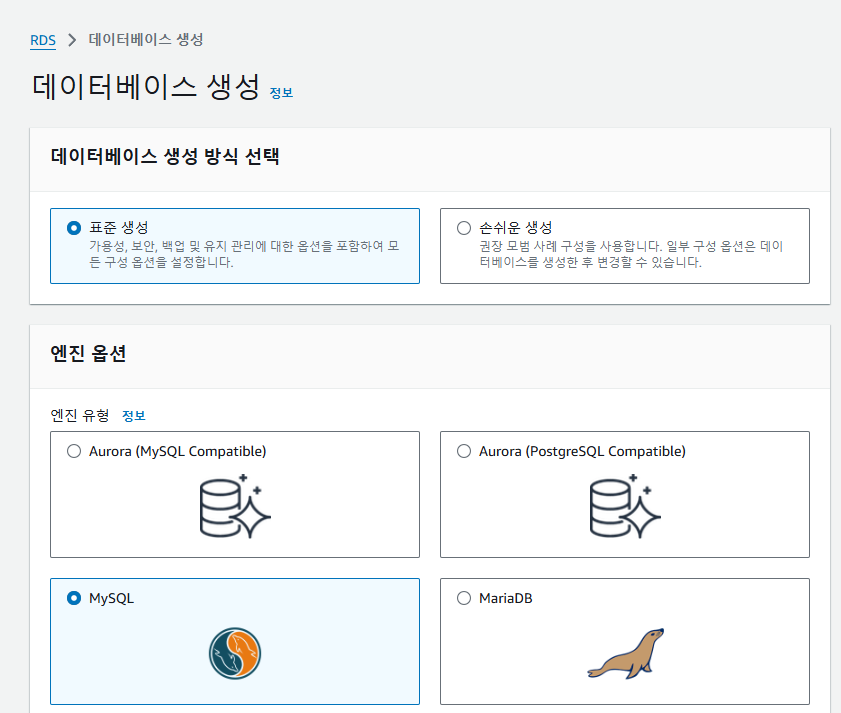 RDS > 데이터베이스 생성
데이터베이스 생성 정보
데이터베이스 생성 방식 선택
표준 생성
가용성, 보안, 백업 및 유지 관리에 대한 옵션을 포함하여 모
든 구성 옵션을 설정합니다.
손쉬운 생성
권장 모범 사례 구성을 사용합니다. 일부 구성 옵션은 데이
터베이스를 생성한 후 변경할 수 있습니다.
엔진 옵션
엔진 유형 정보
Aurora (MySQL Compatible)
Aurora (PostgreSQL Compatible)
MySQL
MariaDB